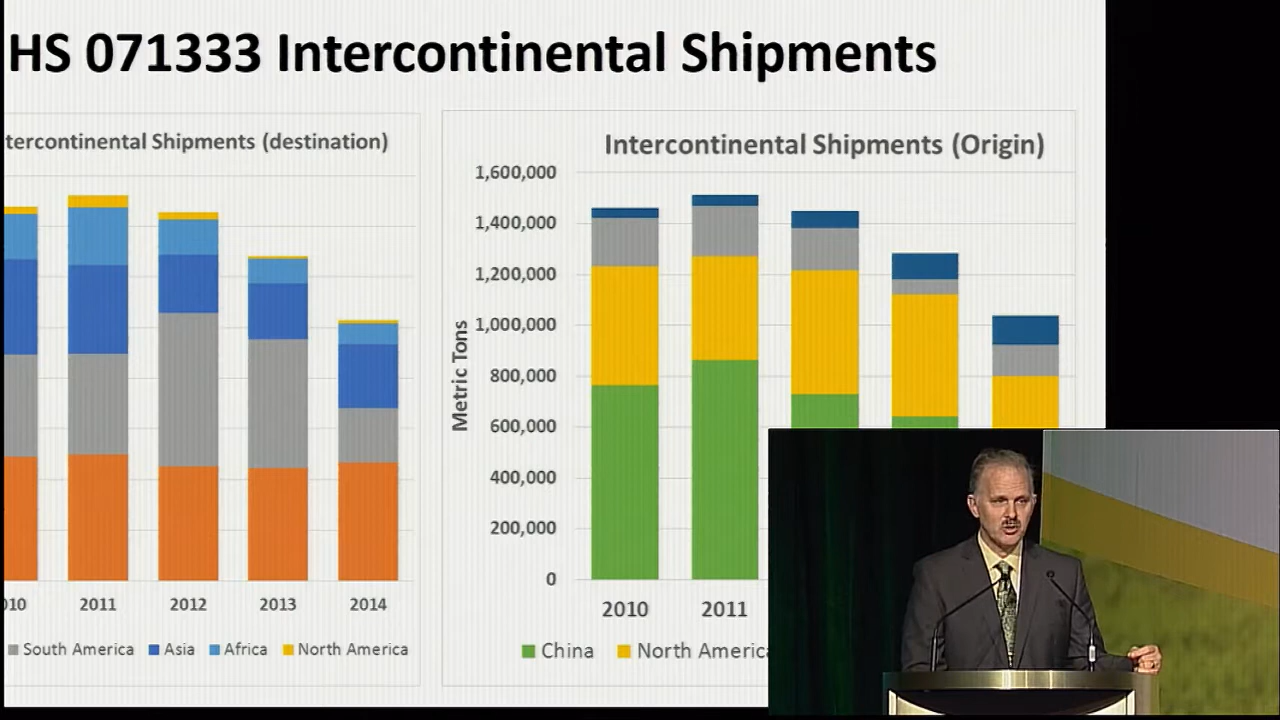 HS 071333 Intercontinental Shipments
tercontinental Shipments (destination)
010 2011 2012 2013 2014
South America Asia Africa North America
Intercontinental Shipments (Origin)
Metric Tons
1,600,000
1,400,000
1,200,000
1,000,000
800,000
600,000
400,000
200,000
0
2010 2011
China North America